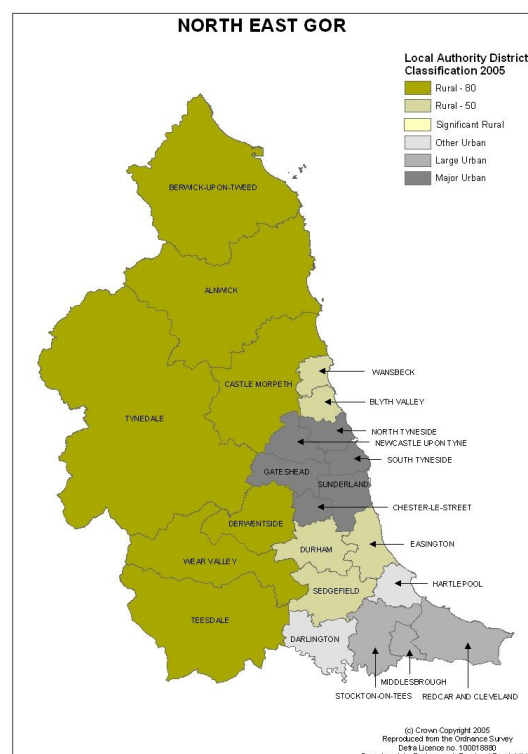 NORTH EAST GOR
Local Authority District
Classification 2005
Rural - 80
Rural - 50
Significant Rural
Other Urban
Large Urban
Major Urban
BERWICK-UPON-TWEED
ALNWICK
CASTLE MORPETH
WANSBECK
BLYTH VALLEY
TYNEDALE
NORTH TYNESIDE
NEWCASTLE UPON TYNE
SOUTH TYNESIDE
GATESHEAD
SUNDERLAND
CHESTER-LE-STREET
DERWENTSIDE
EASINGTON
DURHAM
WEAR VALLEY
HARTLEPOOL
SEDGEFIELD
TEESDALE
DARLINGTON
MIDDLESBROUGH
STOCKTON-ON-TEES
REDCAR AND CLEVELAND
(c) Crown Copyright 2005
Reproduced from the Ordnance Survey
Defra Licence no. 100018880